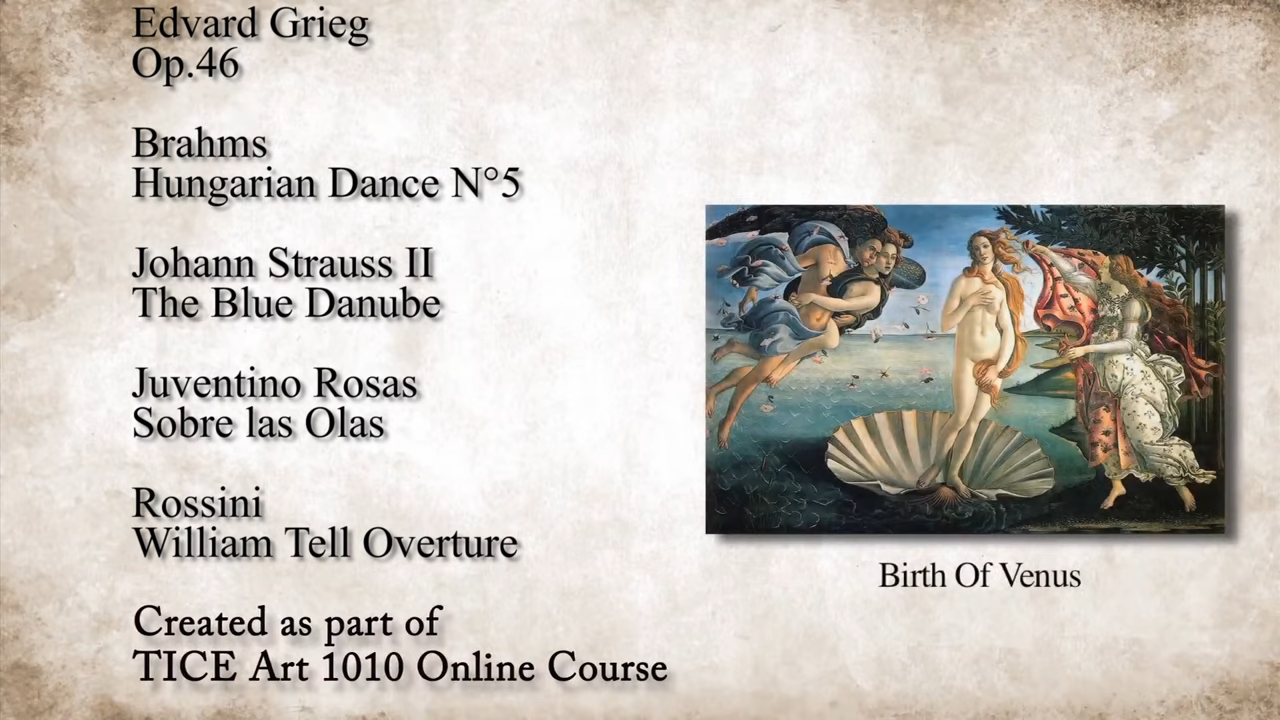 Edvard Grieg
Op.46
Brahms
Hungarian Dance N°5
Johann Strauss II
The Blue Danube
Juventino Rosas
Sobre las Olas
Rossini
William Tell Overture
Created as part of
TICE Art 1010 Online Course
Birth Of Venus